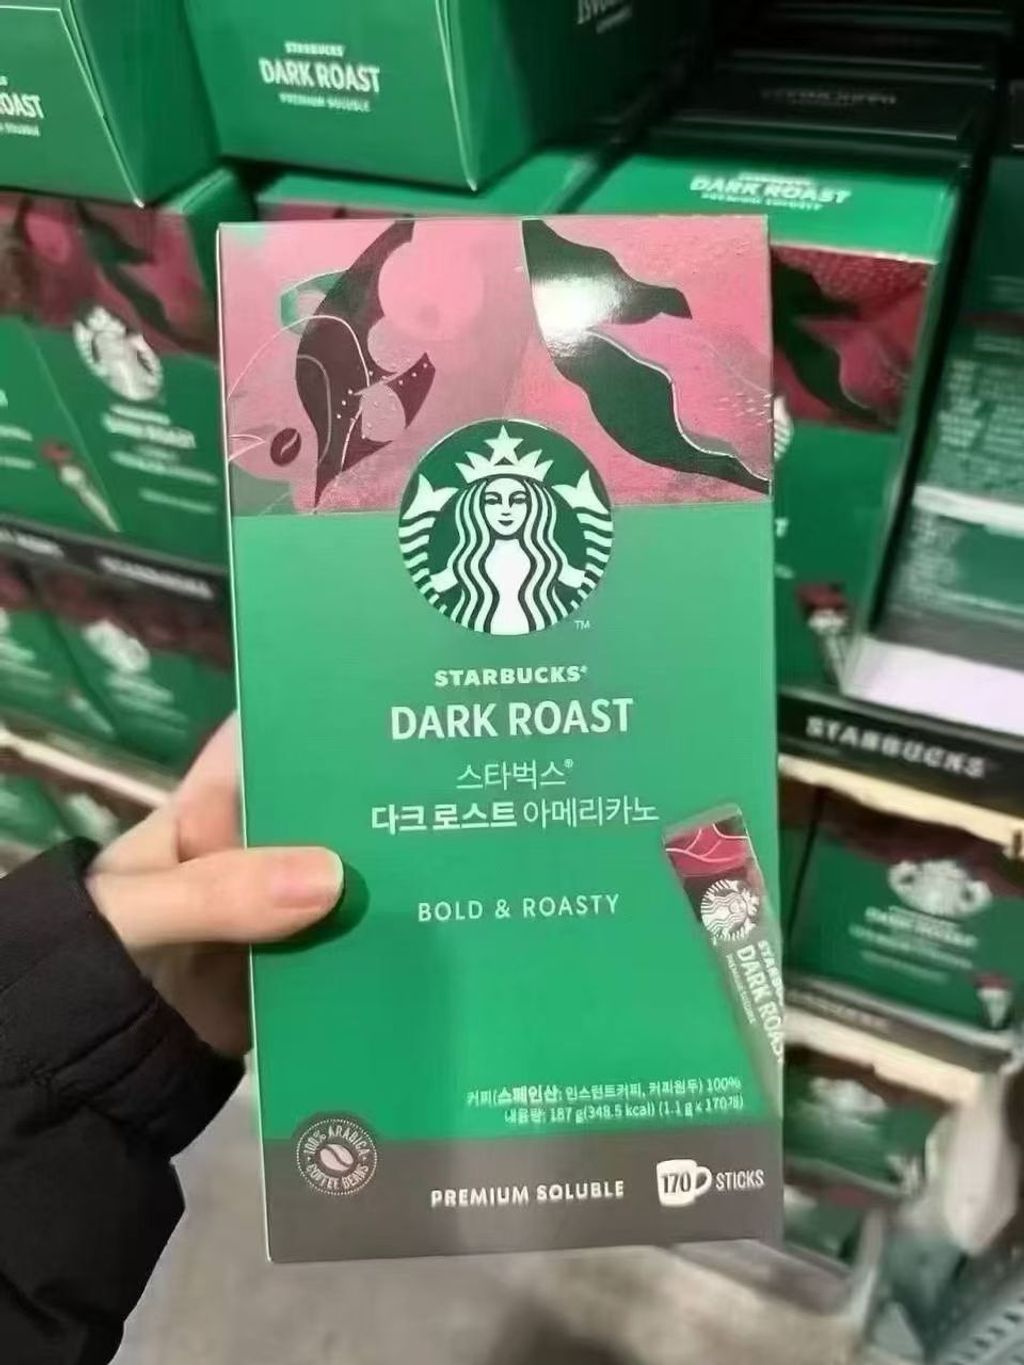 STARBUCKS
DARK ROAST
PREMIUM SOLUBLE
DARK ROAST
STARBUCKS®
DARK ROAST
스타벅스®
다크 로스트 아메리카노
BOLD & ROASTY
DARK ROAST
커피(스페인산: 인스턴트커피, 커피원두) 100%
내용량: 187 g(348.5 kcal) (1.1 g x 170개)
100% ARABICA
COFFEE BEANS
PREMIUM SOLUBLE
170 STICKS
STARBUCKS